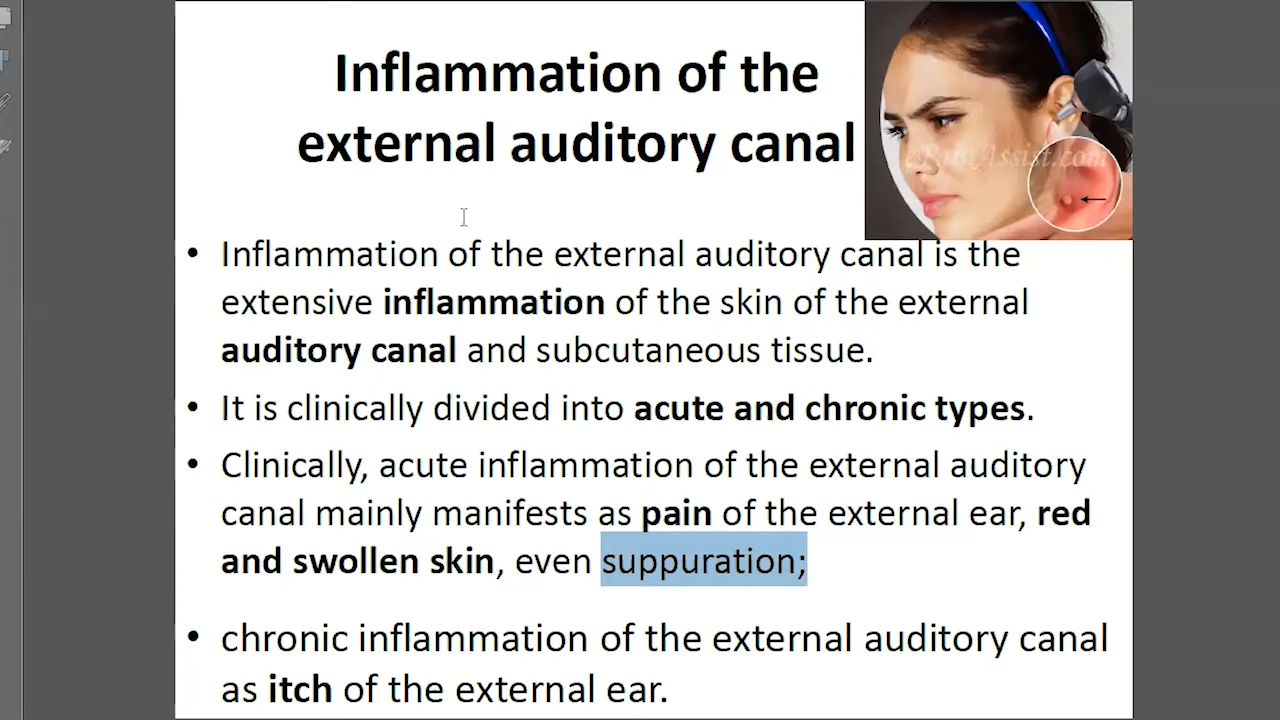 Inflammation of the
external auditory canal
ePainAssist.com
• Inflammation of the external auditory canal is the
extensive inflammation of the skin of the external
auditory canal and subcutaneous tissue.
• It is clinically divided into acute and chronic types.
• Clinically, acute inflammation of the external auditory
canal mainly manifests as pain of the external ear, red
and swollen skin, even suppuration;
• chronic inflammation of the external auditory canal
as itch of the external ear.